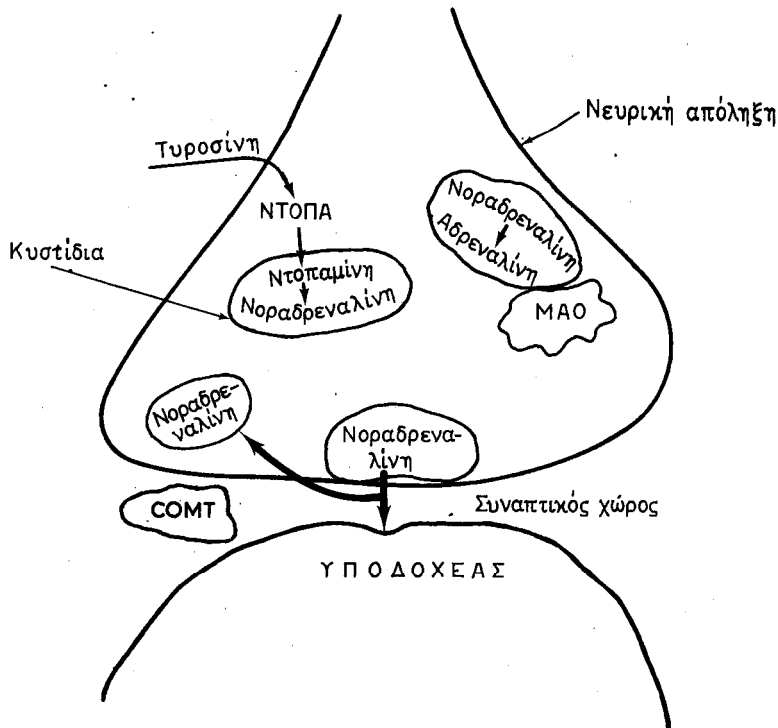 Νευρική απόληξη
Τυροσίνη
ΝΤΟΠΑ
Νοραδρεναλίνη
Αδρεναλίνη
Κυστίδια
Ντοπαμίνη
Νοραδρεναλίνη
ΜΑΟ
Νοραδρε-
ναλίνη
Νοραδρενα-
λίνη
COMT
Συναπτικός χώρος
ΥΠΟΔΟΧΕΑΣ